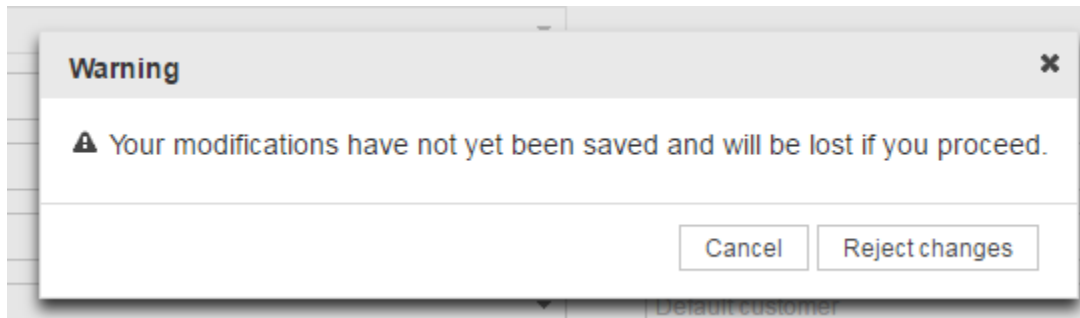 Warning
Your modifications have not yet been saved and will be lost if you proceed.
Cancel Reject changes
Default customer